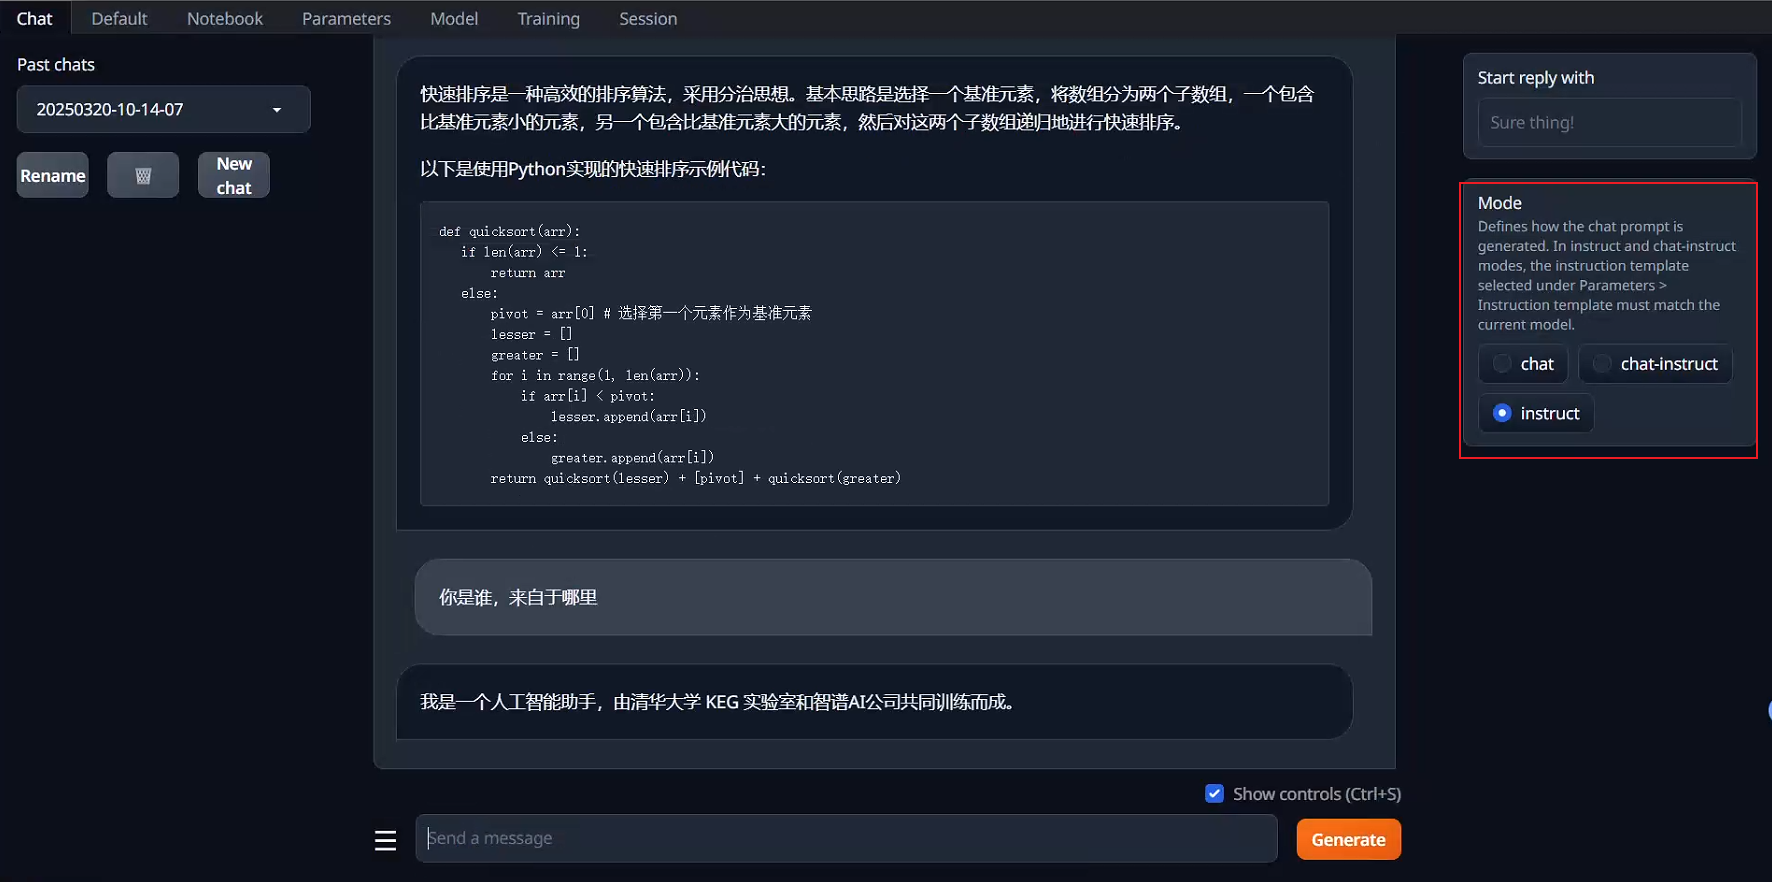 Chat Default Notebook Parameters Model Training Session
Past chats
20250320-10-14-07
Rename
New
chat
快速排序是一种高效的排序算法，采用分治思想。基本思路是选择一个基准元素，将数组分为两个子数组，一个包含
比基准元素小的元素，另一个包含比基准元素大的元素，然后对这两个子数组递归地进行快速排序。
以下是使用Python实现的快速排序示例代码：
def quicksort(arr):
if len(arr) <= 1:
return arr
else:
pivot = arr[0] # 选择第一个元素作为基准元素
lesser = []
greater = []
for i in range(1, len(arr)):
if arr[i] < pivot:
lesser.append(arr[i])
else:
greater.append(arr[i])
return quicksort(lesser) + [pivot] + quicksort(greater)
你是谁，来自于哪里
我是一个人工智能助手，由清华大学 KEG 实验室和智谱AI公司共同训练而成。
Show controls (Ctrl+S)
Send a message
Generate
Start reply with
Sure thing!
Mode
Defines how the chat prompt is
generated. In instruct and chat-instruct
modes, the instruction template
selected under Parameters >
Instruction template must match the
current model.
chat chat-instruct
instruct